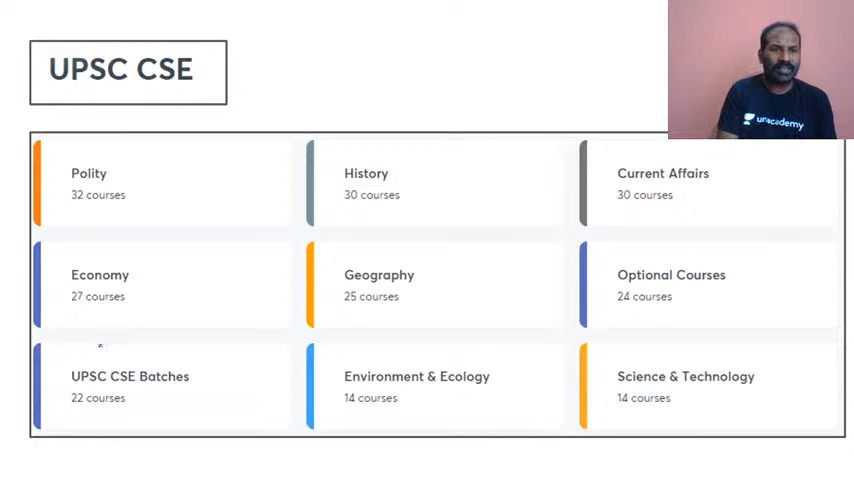 UPSC CSE
unacademy
Polity
32 courses
History
30 courses
Current Affairs
30 courses
Economy
27 courses
Geography
25 courses
Optional Courses
24 courses
UPSC CSE Batches
22 courses
Environment & Ecology
14 courses
Science & Technology
14 courses